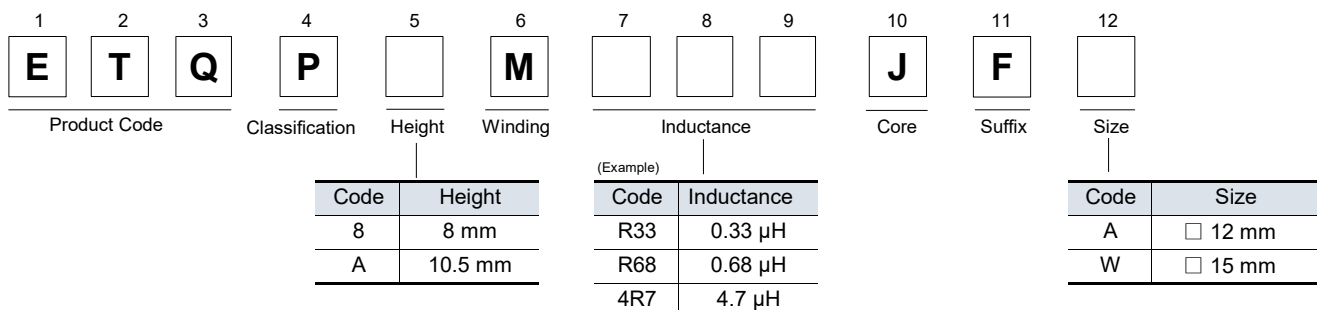 1 2 3 4 5 6 7 8 9 10 11 12
E T Q P M J F
Product Code Classification Height Winding Inductance Core Suffix Size
(Example)
Code Height Code Inductance Code Size
8 8 mm R33 0.33 µH A □ 12 mm
A 10.5 mm R68 0.68 µH W □ 15 mm
4R7 4.7 µH